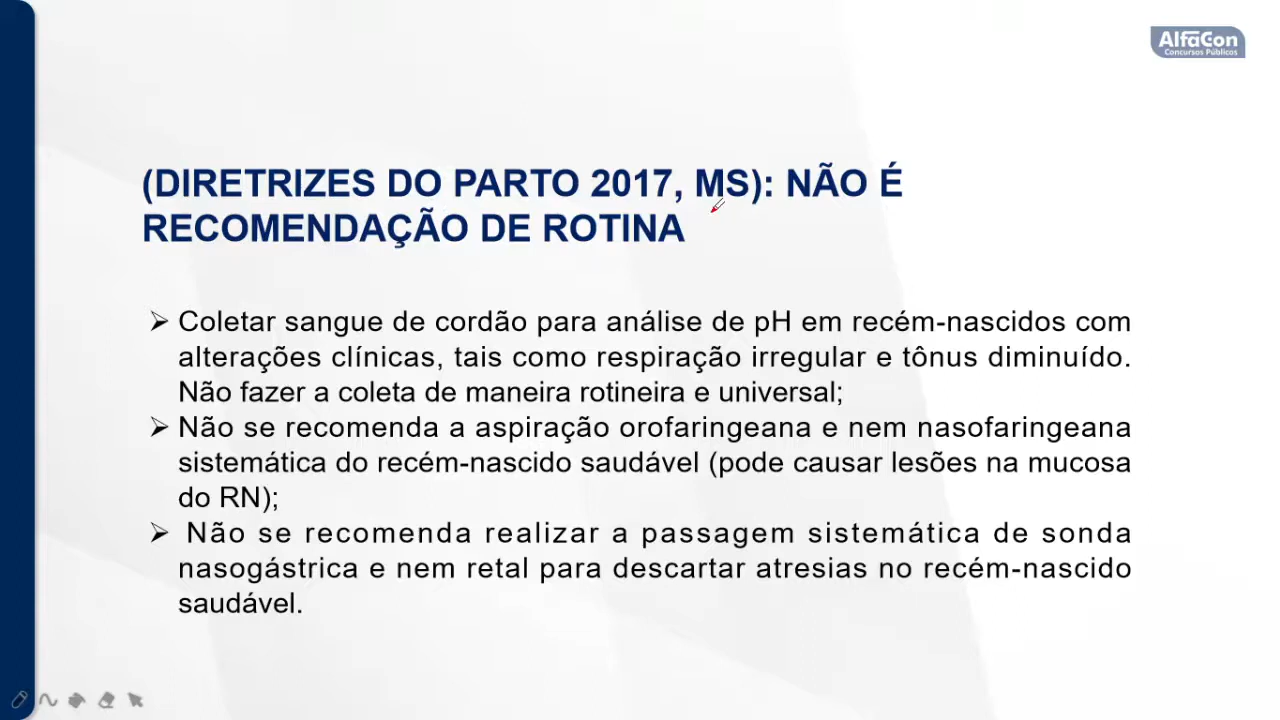 AlfaCon
Concursos Públicos
(DIRETRIZES DO PARTO 2017, MS): NÃO É
RECOMENDAÇÃO DE ROTINA
➢ Coletar sangue de cordão para análise de pH em recém-nascidos com
alterações clínicas, tais como respiração irregular e tônus diminuído.
Não fazer a coleta de maneira rotineira e universal;
➢ Não se recomenda a aspiração orofaringeana e nem nasofaringeana
sistemática do recém-nascido saudável (pode causar lesões na mucosa
do RN);
➢ Não se recomenda realizar a passagem sistemática de sonda
nasogástrica e nem retal para descartar atresias no recém-nascido
saudável.